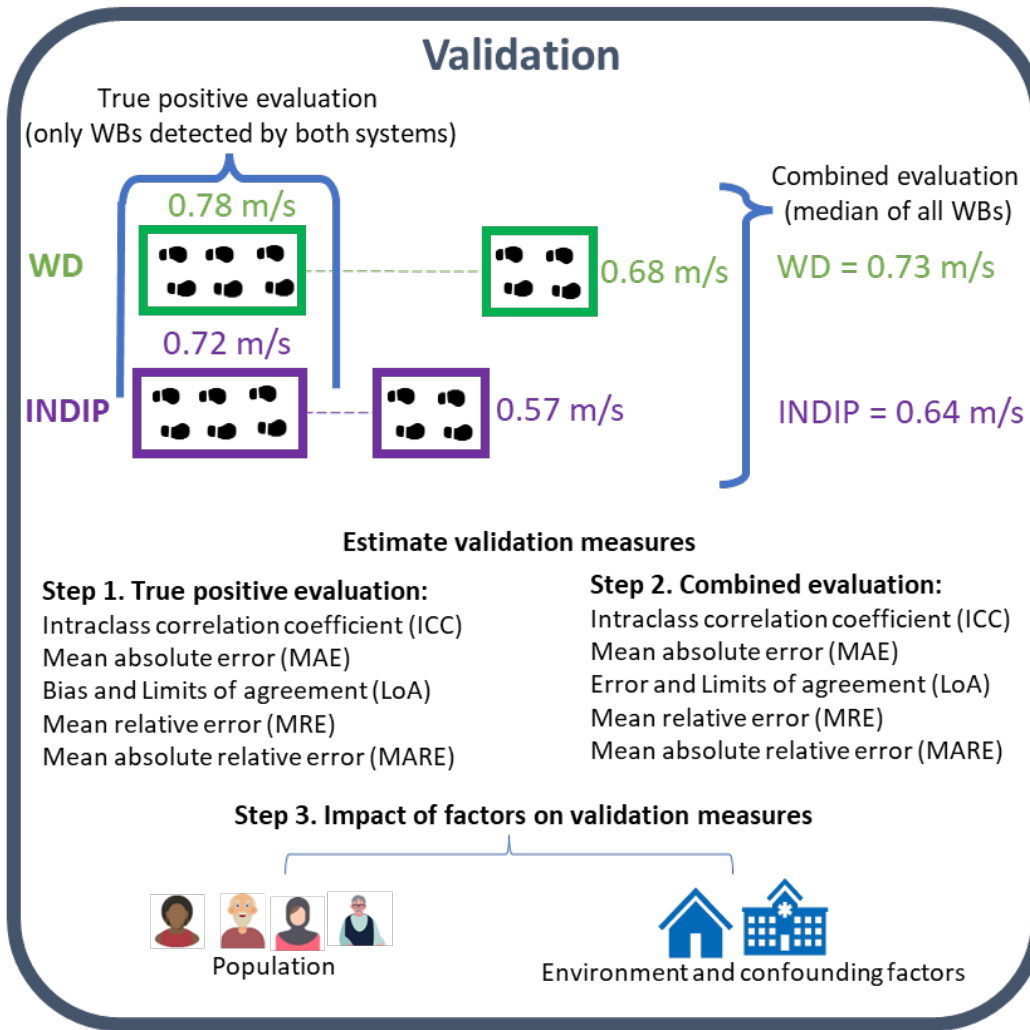 Validation
True positive evaluation
(only WBs detected by both systems)
Combined evaluation
(median of all WBs)
0.78 m/s
WD
0.68 m/s
WD = 0.73 m/s
0.72 m/s
INDIP
0.57 m/s
INDIP = 0.64 m/s
Estimate validation measures
Step 1. True positive evaluation:
Intraclass correlation coefficient (ICC)
Mean absolute error (MAE)
Bias and Limits of agreement (LoA)
Mean relative error (MRE)
Mean absolute relative error (MARE)
Step 2. Combined evaluation:
Intraclass correlation coefficient (ICC)
Mean absolute error (MAE)
Error and Limits of agreement (LoA)
Mean relative error (MRE)
Mean absolute relative error (MARE)
Step 3. Impact of factors on validation measures
Population
Environment and confounding factors